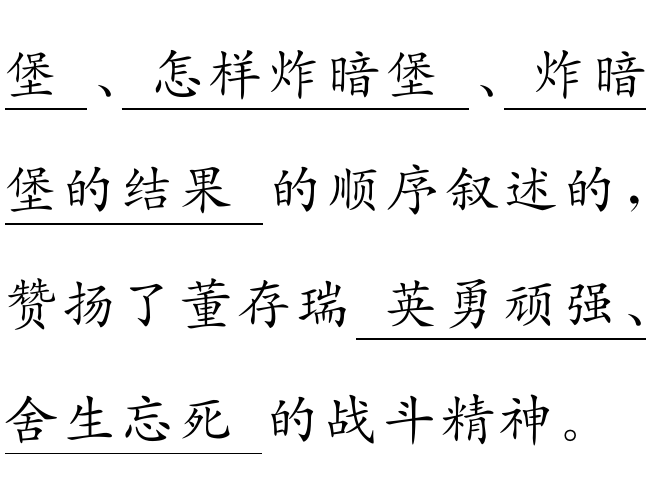 堡 、 怎样炸暗堡 、 炸暗
堡的结果 的顺序叙述的，
赞扬了董存瑞 英勇顽强、
舍生忘死 的战斗精神。